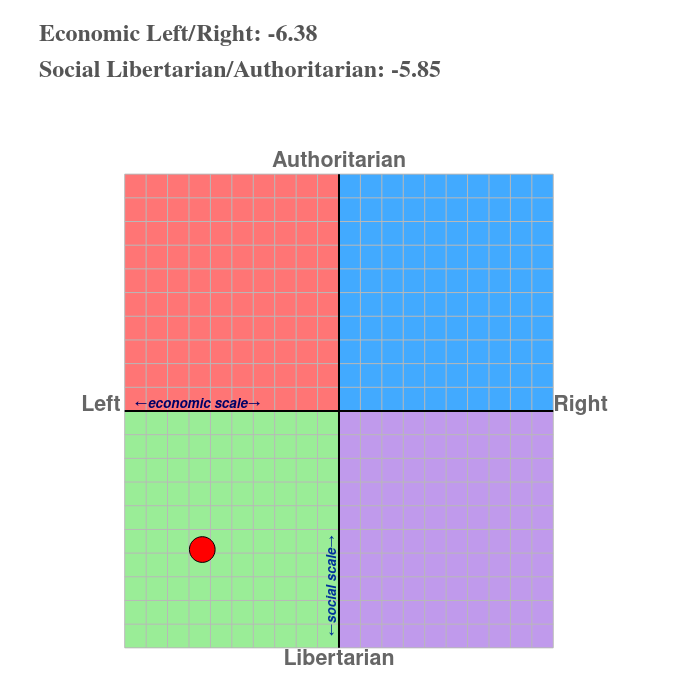 Economic Left/Right: -6.38
Social Libertarian/Authoritarian: -5.85
Authoritarian
Left
←economic scale→
Right
←social scale→
Libertarian